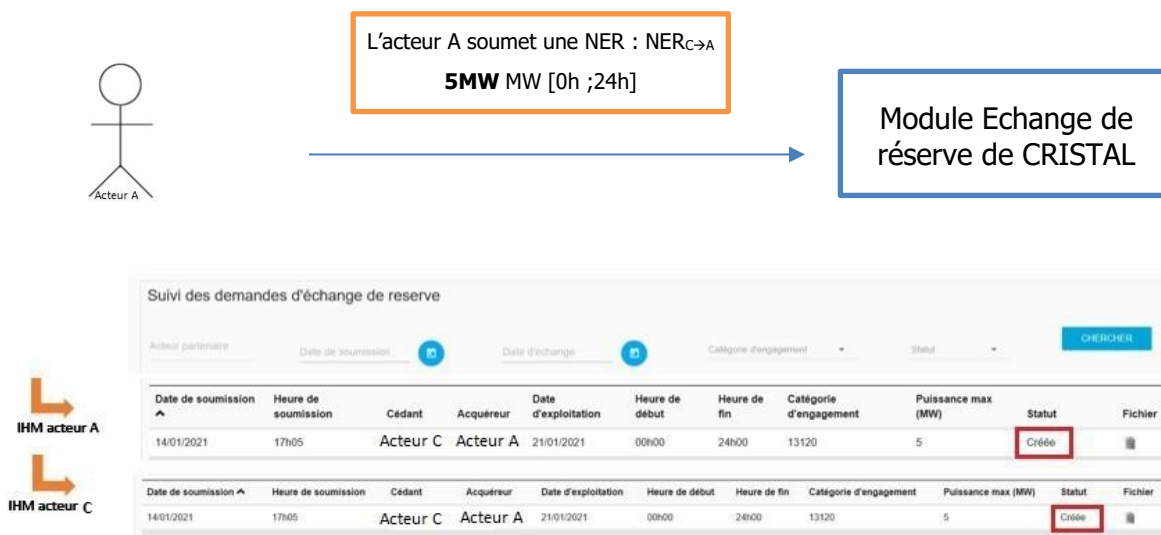 L'acteur A soumet une NER : NERC→A
5MW MW [0h ;24h]
Module Echange de
réserve de CRISTAL
Acteur A
Suivi des demandes d'échange de reserve
Acteur partenaire Date de soumission Date d'échange Catégorie d'engagement Statut CHERCHER
IHM acteur A
Date de soumission Heure de soumission Cédant Acquéreur Date d'exploitation Heure de début Heure de fin Catégorie d'engagement Puissance max (MW) Statut Fichier
14/01/2021 17h05 Acteur C Acteur A 21/01/2021 00h00 24h00 13120 5 Créée
IHM acteur C
Date de soumission Heure de soumission Cédant Acquéreur Date d'exploitation Heure de début Heure de fin Catégorie d'engagement Puissance max (MW) Statut Fichier
14/01/2021 17h05 Acteur C Acteur A 21/01/2021 00h00 24h00 13120 5 Créée